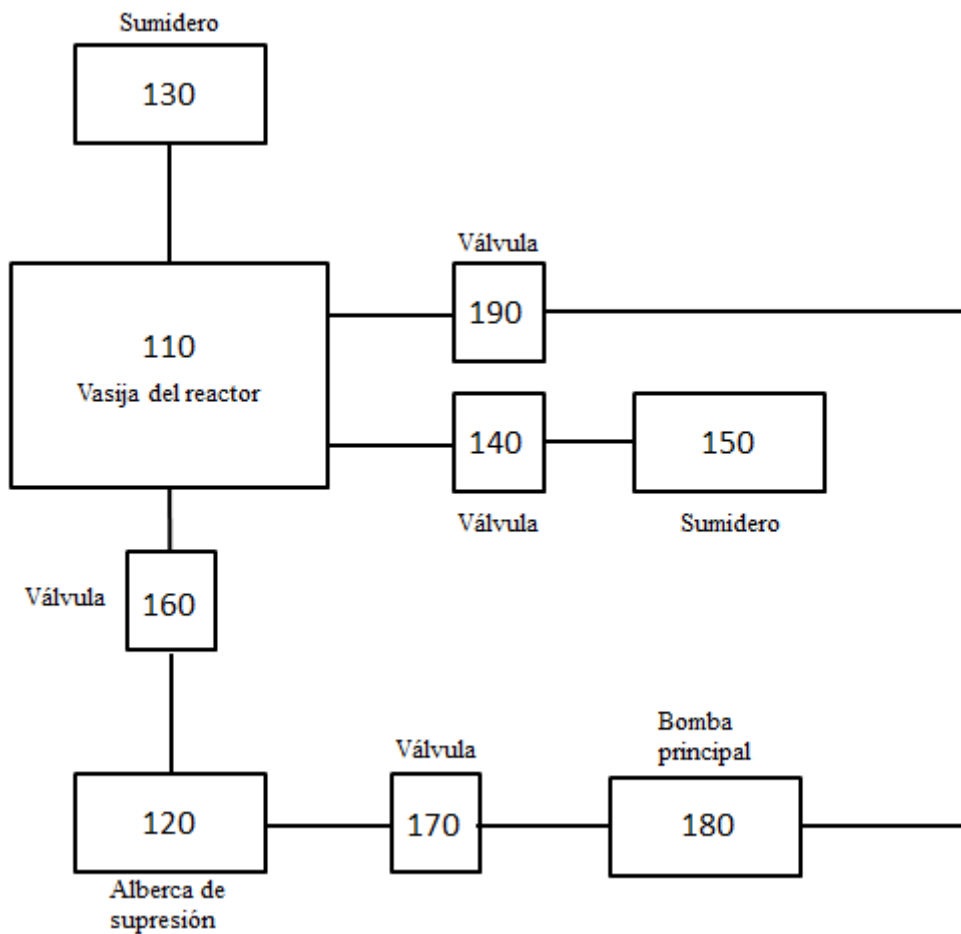 Sumidero
130
Válvula
190
110
Vasija del reactor
140
150
Válvula
Sumidero
Válvula
160
Bomba
principal
Válvula
120
170
180
Alberca de
supresión